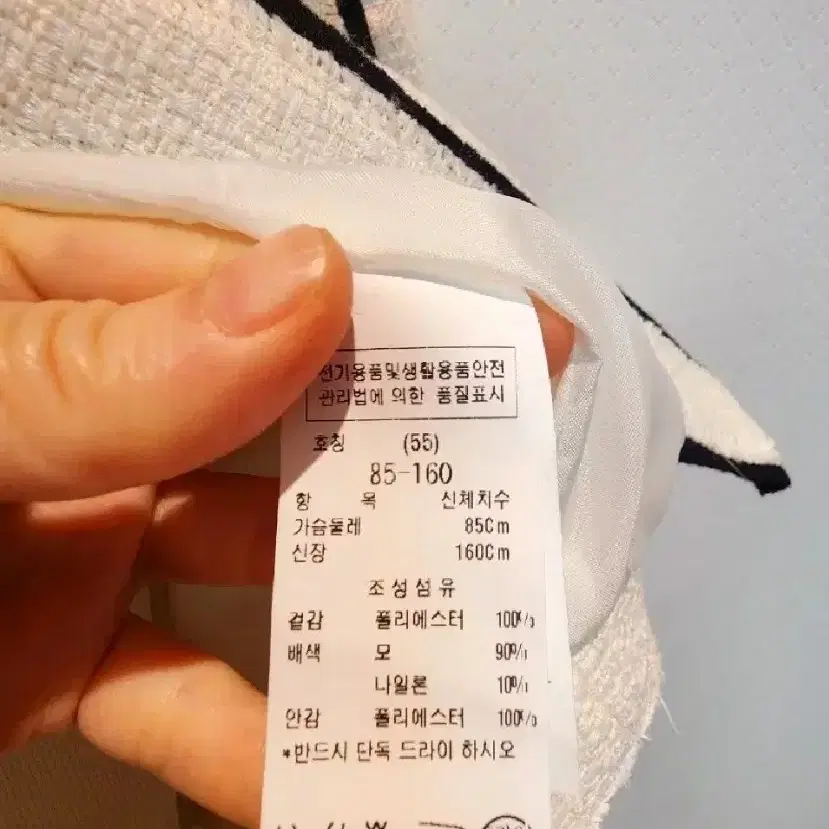 전기용품및생활용품안전
관리법에 의한 품질표시
호칭 (55)
85-160
항 목 신체치수
가슴둘레 85Cm
신장 160Cm
조성섬유
겉감 폴리에스터 100%
배색 모 90%
나일론 10%
안감 폴리에스터 100%
*반드시 단독 드라이 하시오